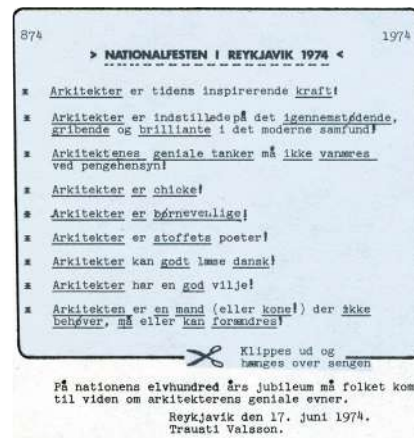 874 1974
> NATIONALFESTEN I REYKJAVIK 1974 <
* Arkitekter er tidens inspirerende kraft!
* Arkitekter er indstillede på det igennemstødende,
gribende og brilliante i det moderne samfund!
* Arkitektenes geniale tanker må ikke vanæres
ved pengehensyn!
* Arkitekter er chicke!
* Arkitekter er børnevenlige!
* Arkitekter er stoffets poeter!
* Arkitekter kan godt læse dansk!
* Arkitekter har en god vilje!
* Arkitekten er en mand (eller kone!) der ikke
behøver, må eller kan forandres!
Klippes ud og
hænges over sengen
På nationens elvhundred års jubileum må folket kom
til viden om arkitekterens geniale evner.
Reykjavik den 17. juni 1974.
Trausti Valsson.